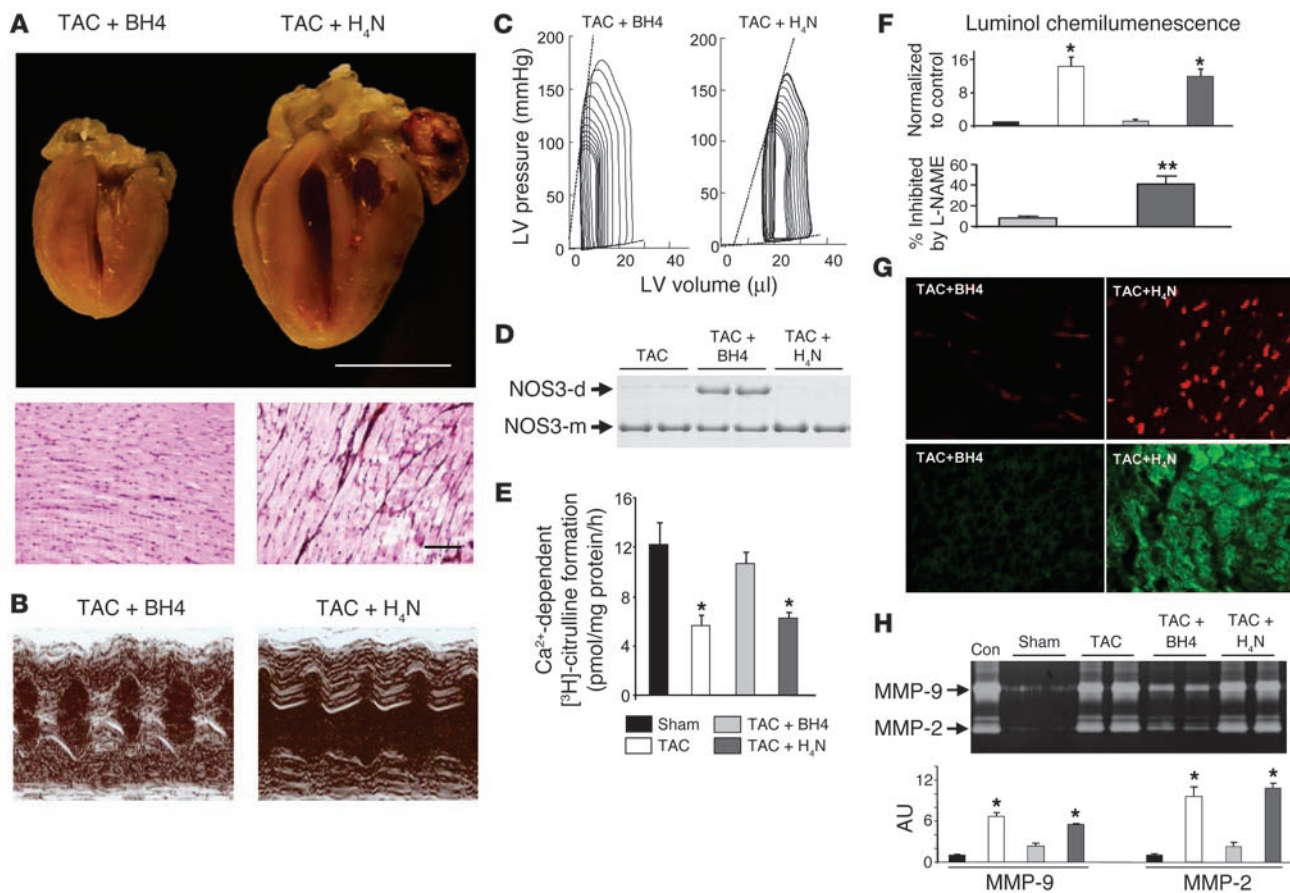 A
TAC + BH4 TAC + H₄N
B
TAC + BH4 TAC + H₄N
C
TAC + BH4 TAC + H₄N
LV pressure (mmHg)
200
150
100
50
0
0 20 40
200
150
100
50
0
0 20 40
LV volume (μl)
D
TAC TAC + BH4 TAC + H₄N
NOS3-d
NOS3-m
E
Ca²⁺-dependent
[³H]-citrulline formation
(pmol/mg protein/h)
16
12
8
4
0
* *
Sham TAC + BH4
TAC TAC + H₄N
F
Luminol chemilumenescence
Normalized
to control
16
8
0
* *
% Inhibited
by L-NAME
60
40
20
0
**
G
TAC+BH4 TAC+H₄N
TAC+BH4 TAC+H₄N
H
Con Sham TAC TAC + BH4 TAC + H₄N
MMP-9
MMP-2
AU
12
6
0
* * * *
MMP-9 MMP-2